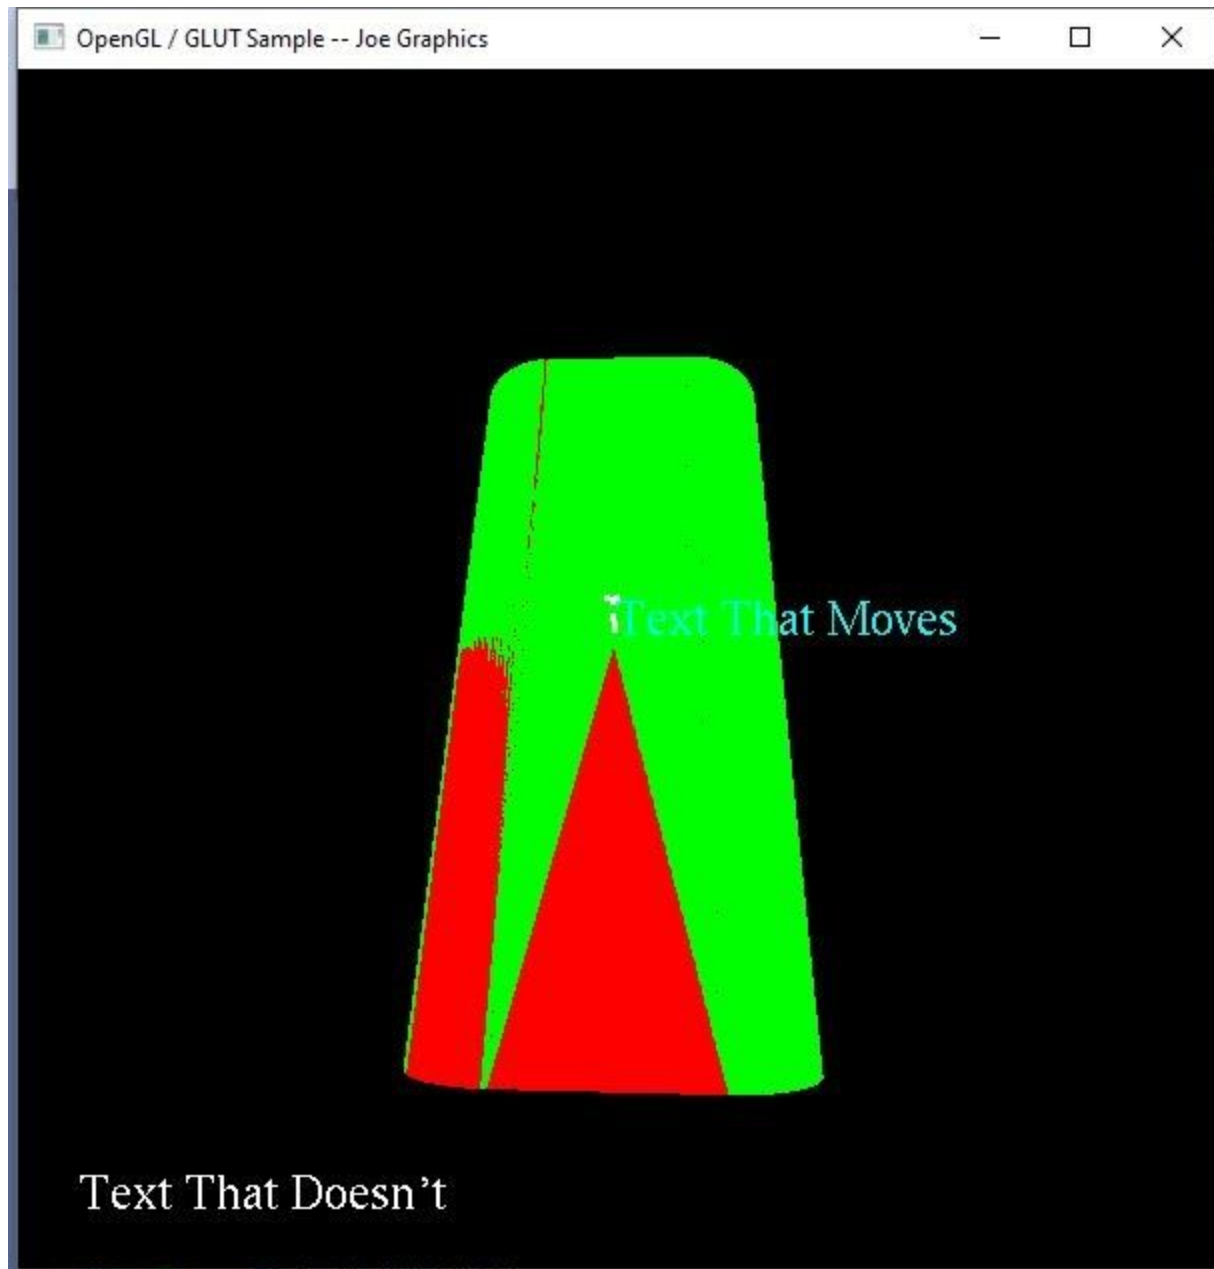 OpenGL / GLUT Sample -- Joe Graphics
Text That Moves
Text That Doesn’t